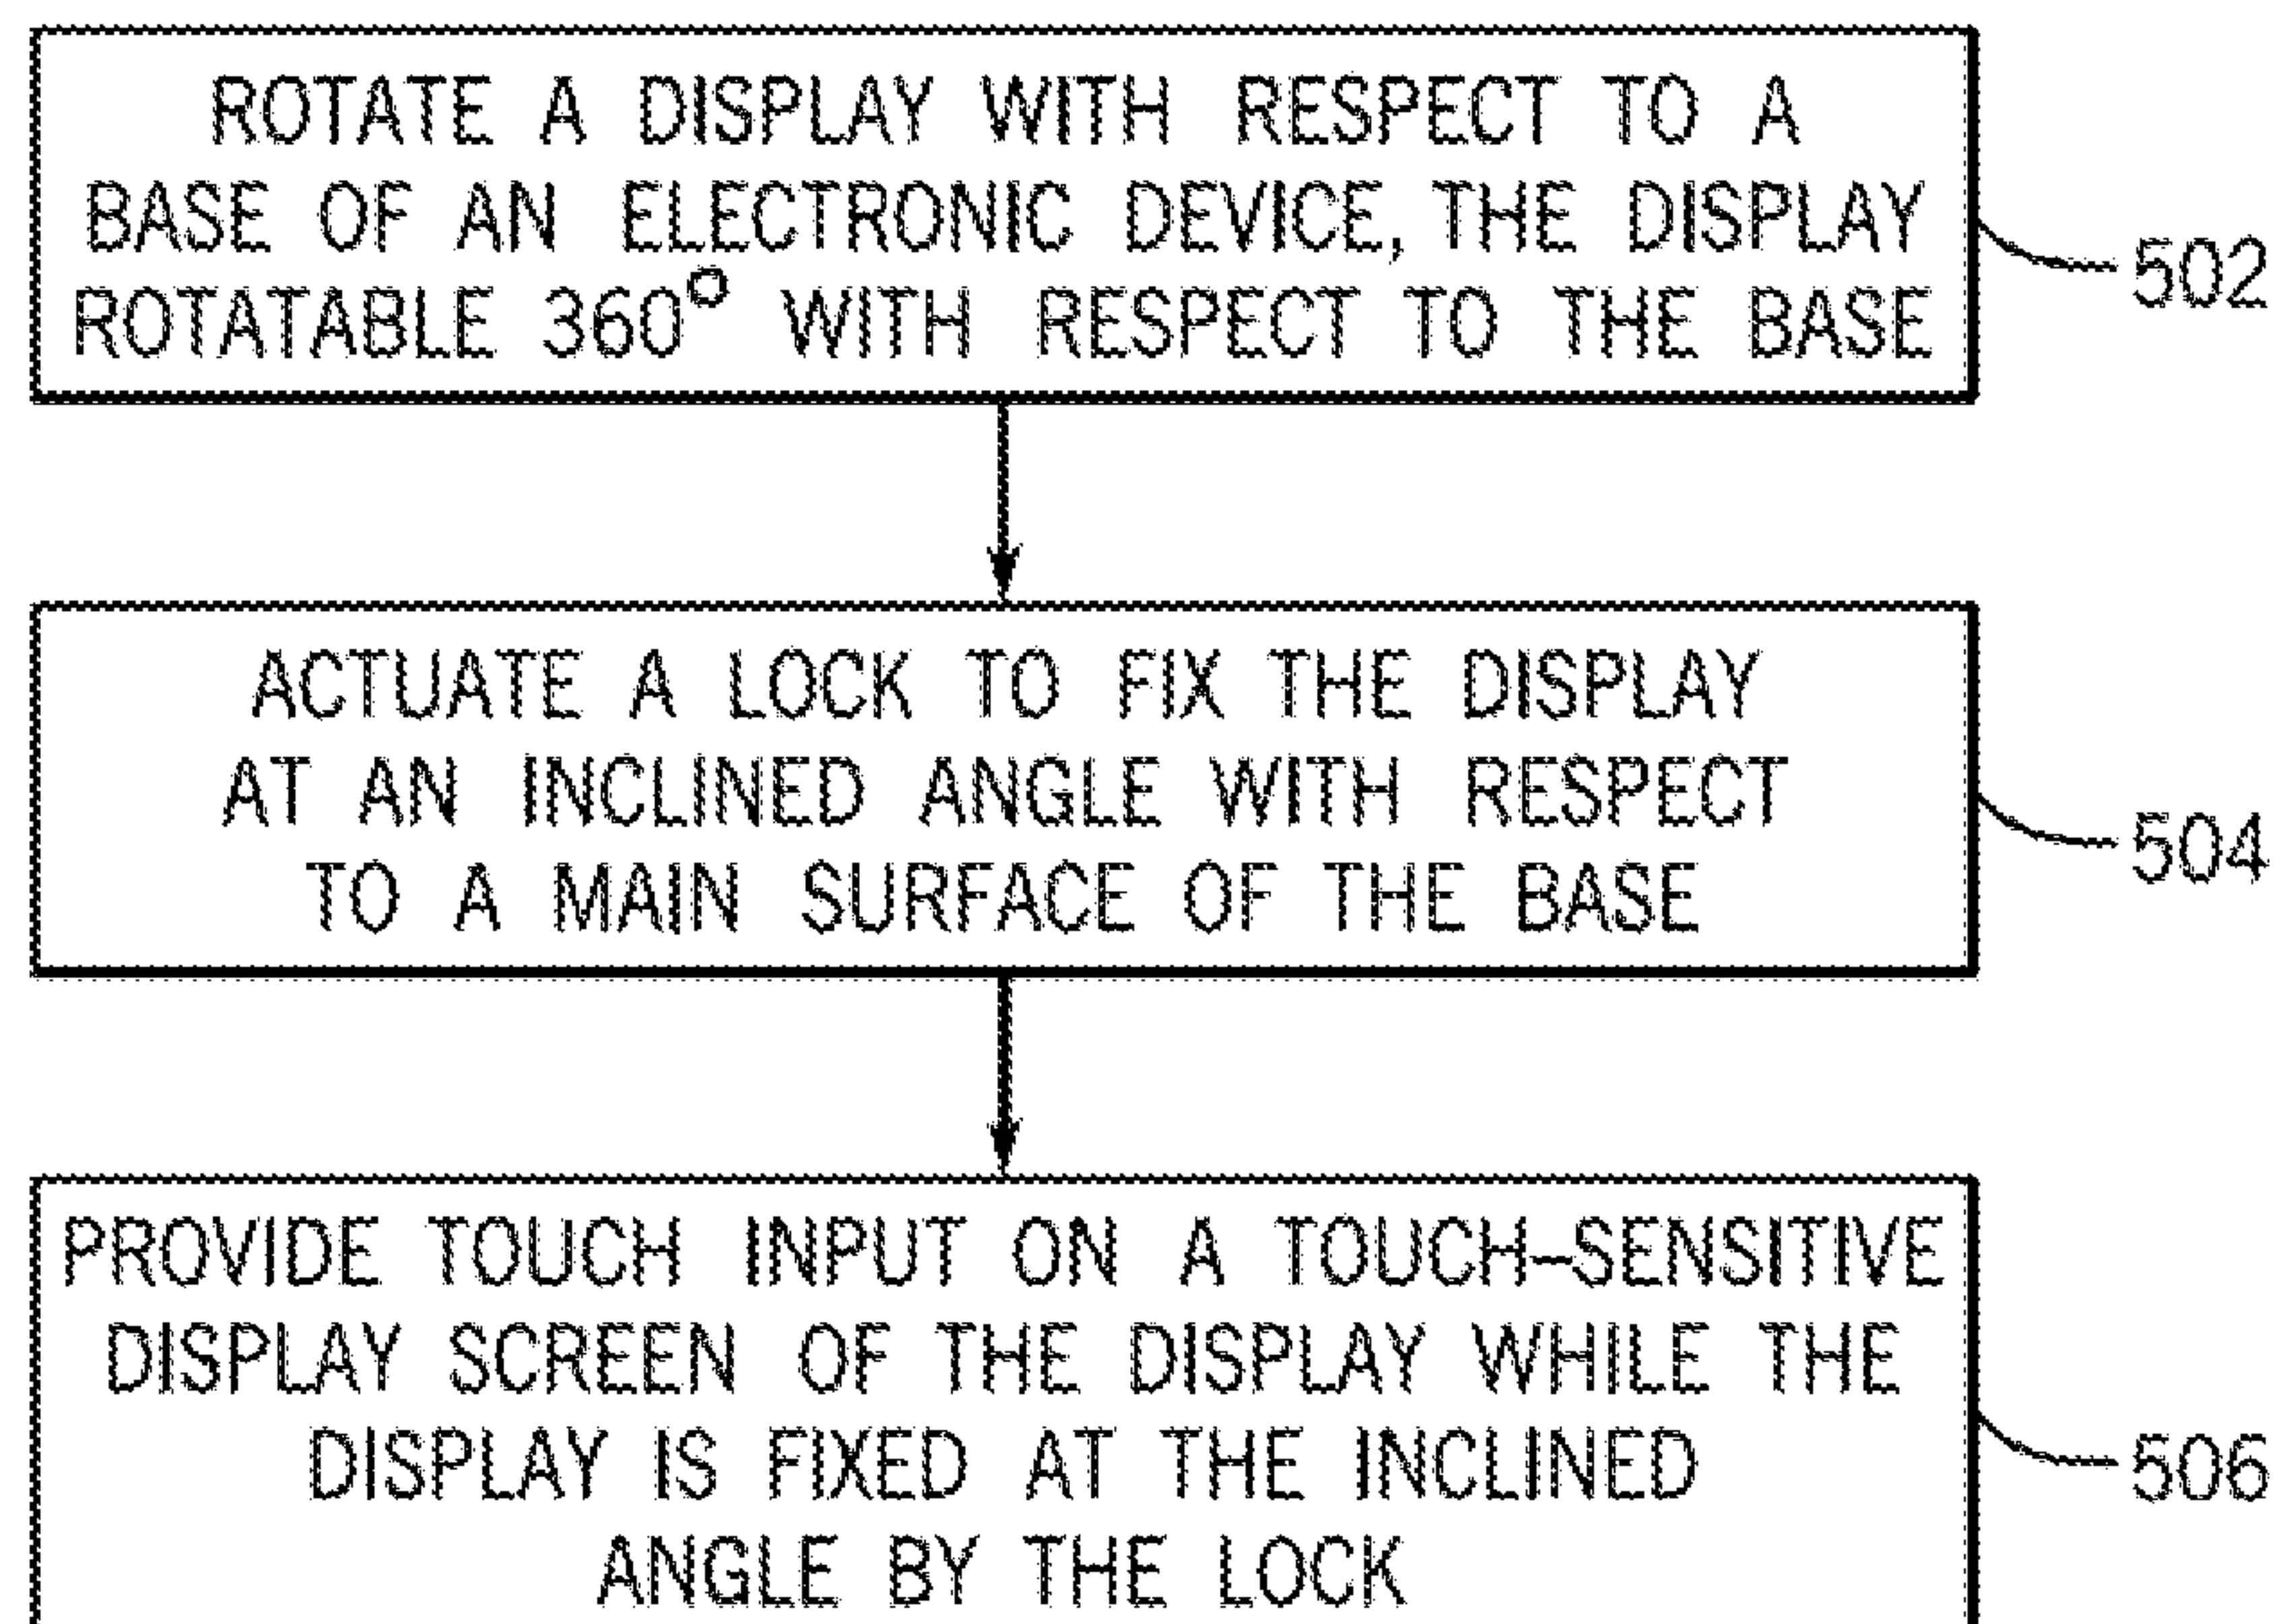 ROTATE A DISPLAY WITH RESPECT TO A
BASE OF AN ELECTRONIC DEVICE, THE DISPLAY
ROTATABLE 360° WITH RESPECT TO THE BASE
502
ACTUATE A LOCK TO FIX THE DISPLAY
AT AN INCLINED ANGLE WITH RESPECT
TO A MAIN SURFACE OF THE BASE
504
PROVIDE TOUCH INPUT ON A TOUCH-SENSITIVE
DISPLAY SCREEN OF THE DISPLAY WHILE THE
DISPLAY IS FIXED AT THE INCLINED
ANGLE BY THE LOCK
506